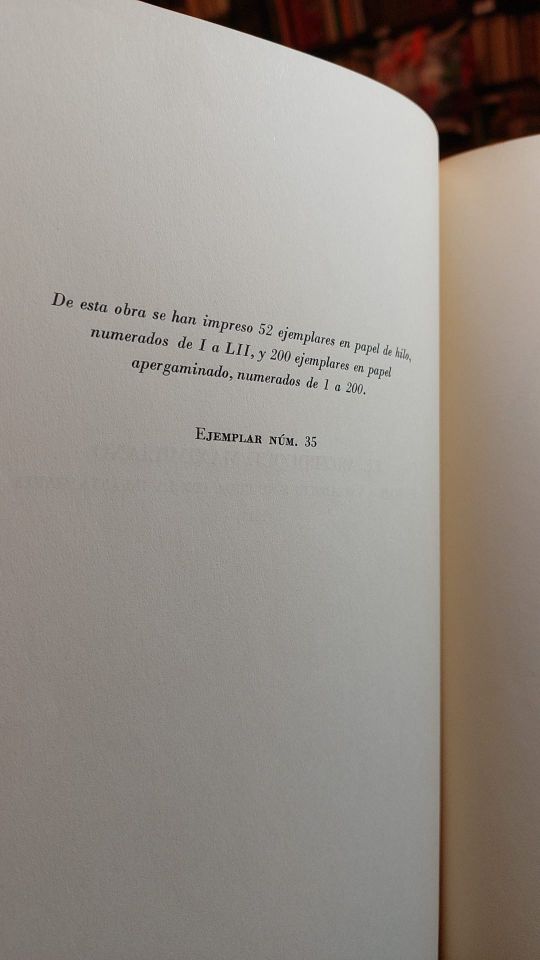 De esta obra se han impreso 52 ejemplares en papel de hilo,
numerados de I a LII, y 200 ejemplares en papel
apergaminado, numerados de 1 a 200.
Ejemplar núm. 35